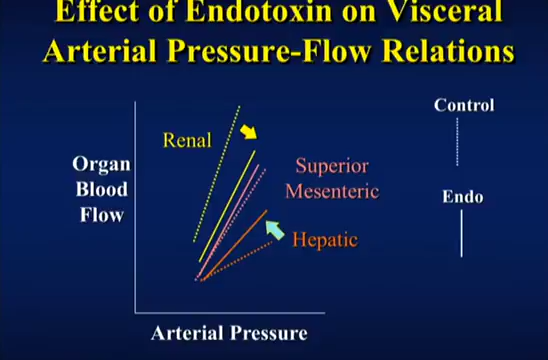 Effect of Endotoxin on Visceral
Arterial Pressure-Flow Relations
Control
Renal
Organ
Blood
Flow
Superior
Mesenteric
Endo
Hepatic
Arterial Pressure